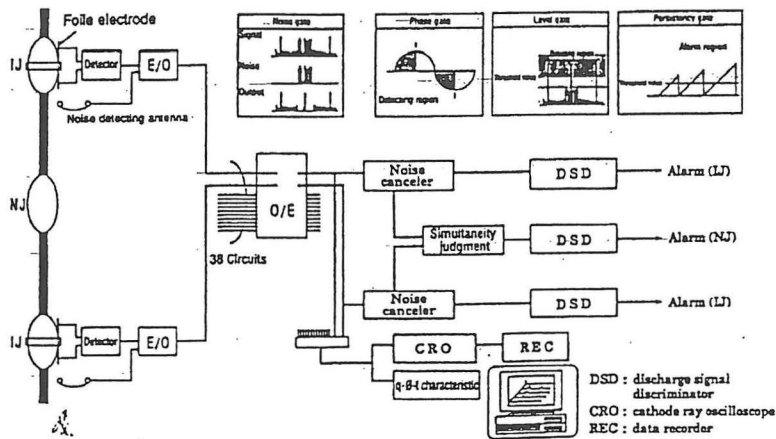 Foile electrode
IJ
Detector
E/O
Noise detecting antenna
NJ
IJ
Detector
E/O
38 Circuits
O/E
Noise gate
Signal
Noise
Output
Phase gate
Detecting region
Level gate
Detecting region
Threshold value
Persistency gate
Alarm region
Threshold value
Noise
canceler
DSD
Alarm (IJ)
Simultaneity
judgment
DSD
Alarm (NJ)
Noise
canceler
DSD
Alarm (IJ)
CRO
REC
q-Ø-t characteristic
DSD : discharge signal
discriminator
CRO : cathode ray oscilloscope
REC : data recorder